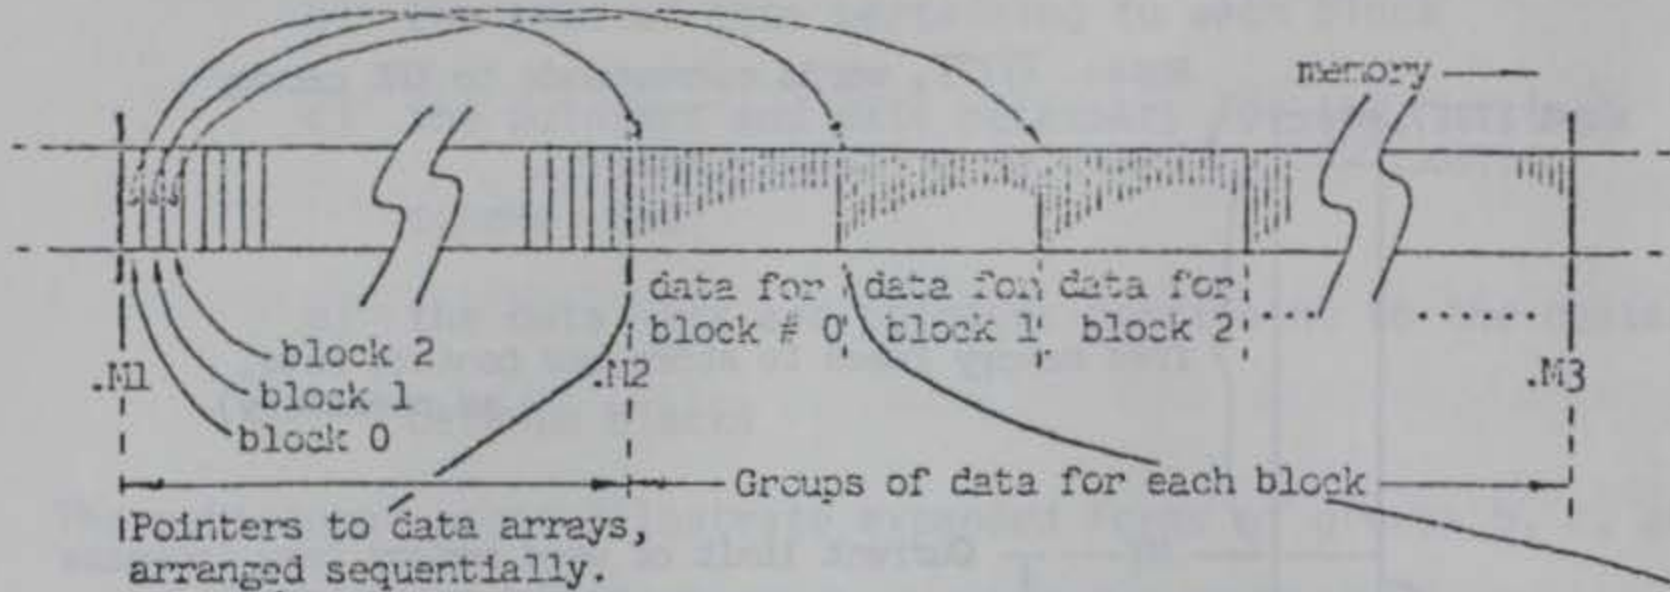 memory
data for data for data for
block # 0 block 1 block 2
block 2
block 1
block 0
.M1
.M2
.M3
Groups of data for each block
Pointers to data arrays,
arranged sequentially.